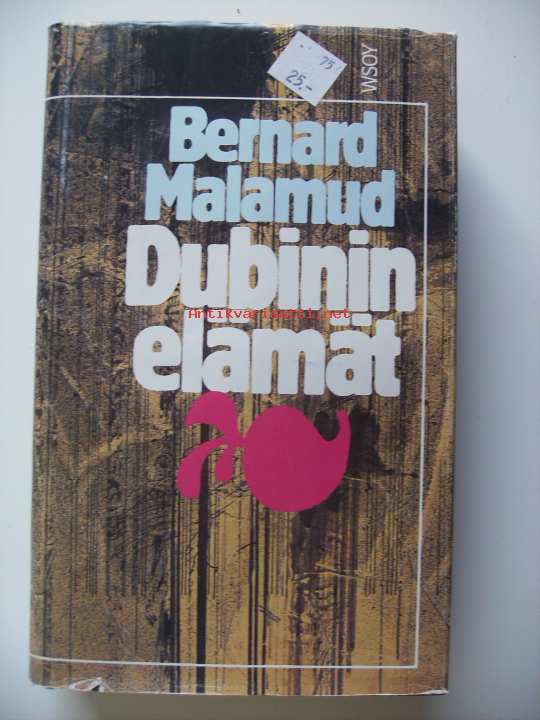 75
25.-
WSOY
Bernard
Malamud
Dubinin
Antikvariaatti.net
elämät